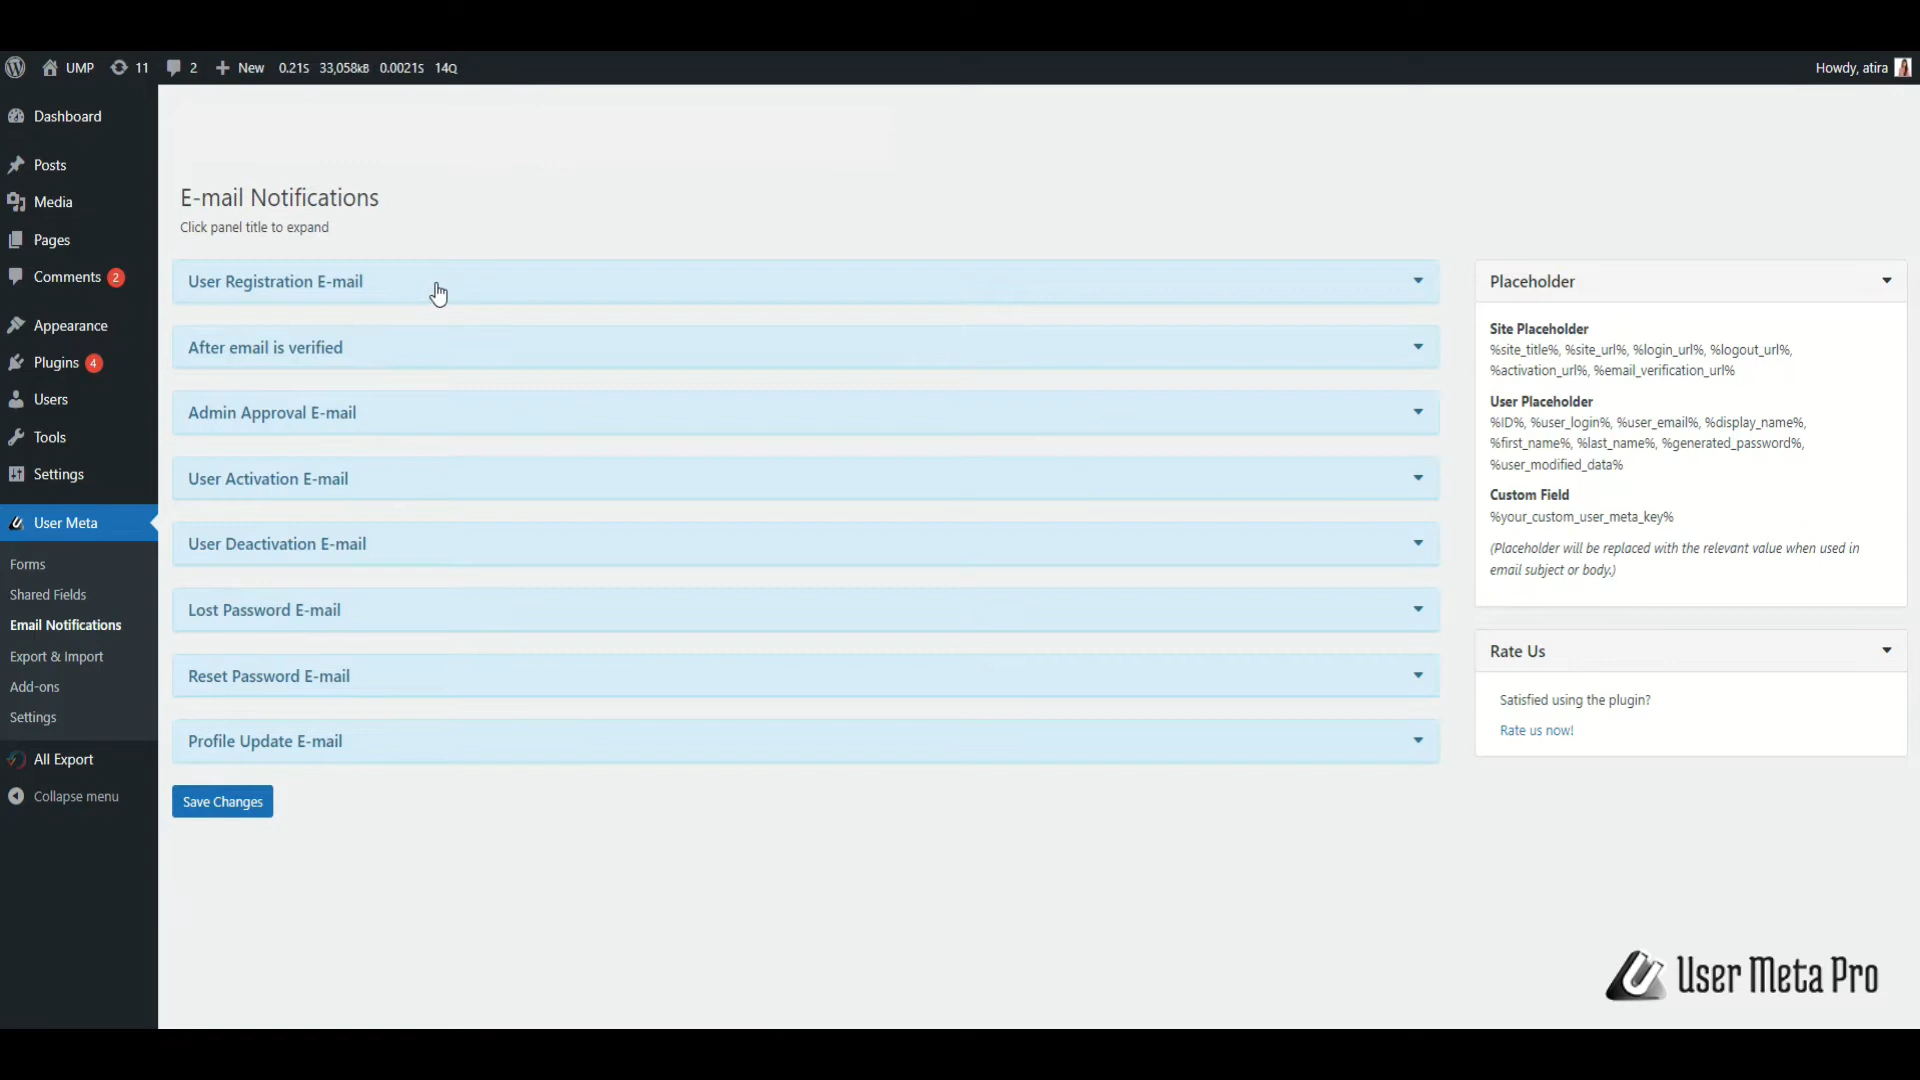 UMP 11 2 New 0.21S 33,058kB 0.0021S 14Q
Howdy, atira
Dashboard
Posts
Media
Pages
Comments 2
Appearance
Plugins 4
Users
Tools
Settings
User Meta
Forms
Shared Fields
Email Notifications
Export & Import
Add-ons
Settings
All Export
Collapse menu
E-mail Notifications
Click panel title to expand
User Registration E-mail
After email is verified
Admin Approval E-mail
User Activation E-mail
User Deactivation E-mail
Lost Password E-mail
Reset Password E-mail
Profile Update E-mail
Save Changes
Placeholder
Site Placeholder
%site_title%, %site_url%, %login_url%, %logout_url%,
%activation_url%, %email_verification_url%
User Placeholder
%ID%, %user_login%, %user_email%, %display_name%,
%first_name%, %last_name%, %generated_password%,
%user_modified_data%
Custom Field
%your_custom_user_meta_key%
(Placeholder will be replaced with the relevant value when used in
email subject or body.)
Rate Us
Satisfied using the plugin?
Rate us now!
User Meta Pro